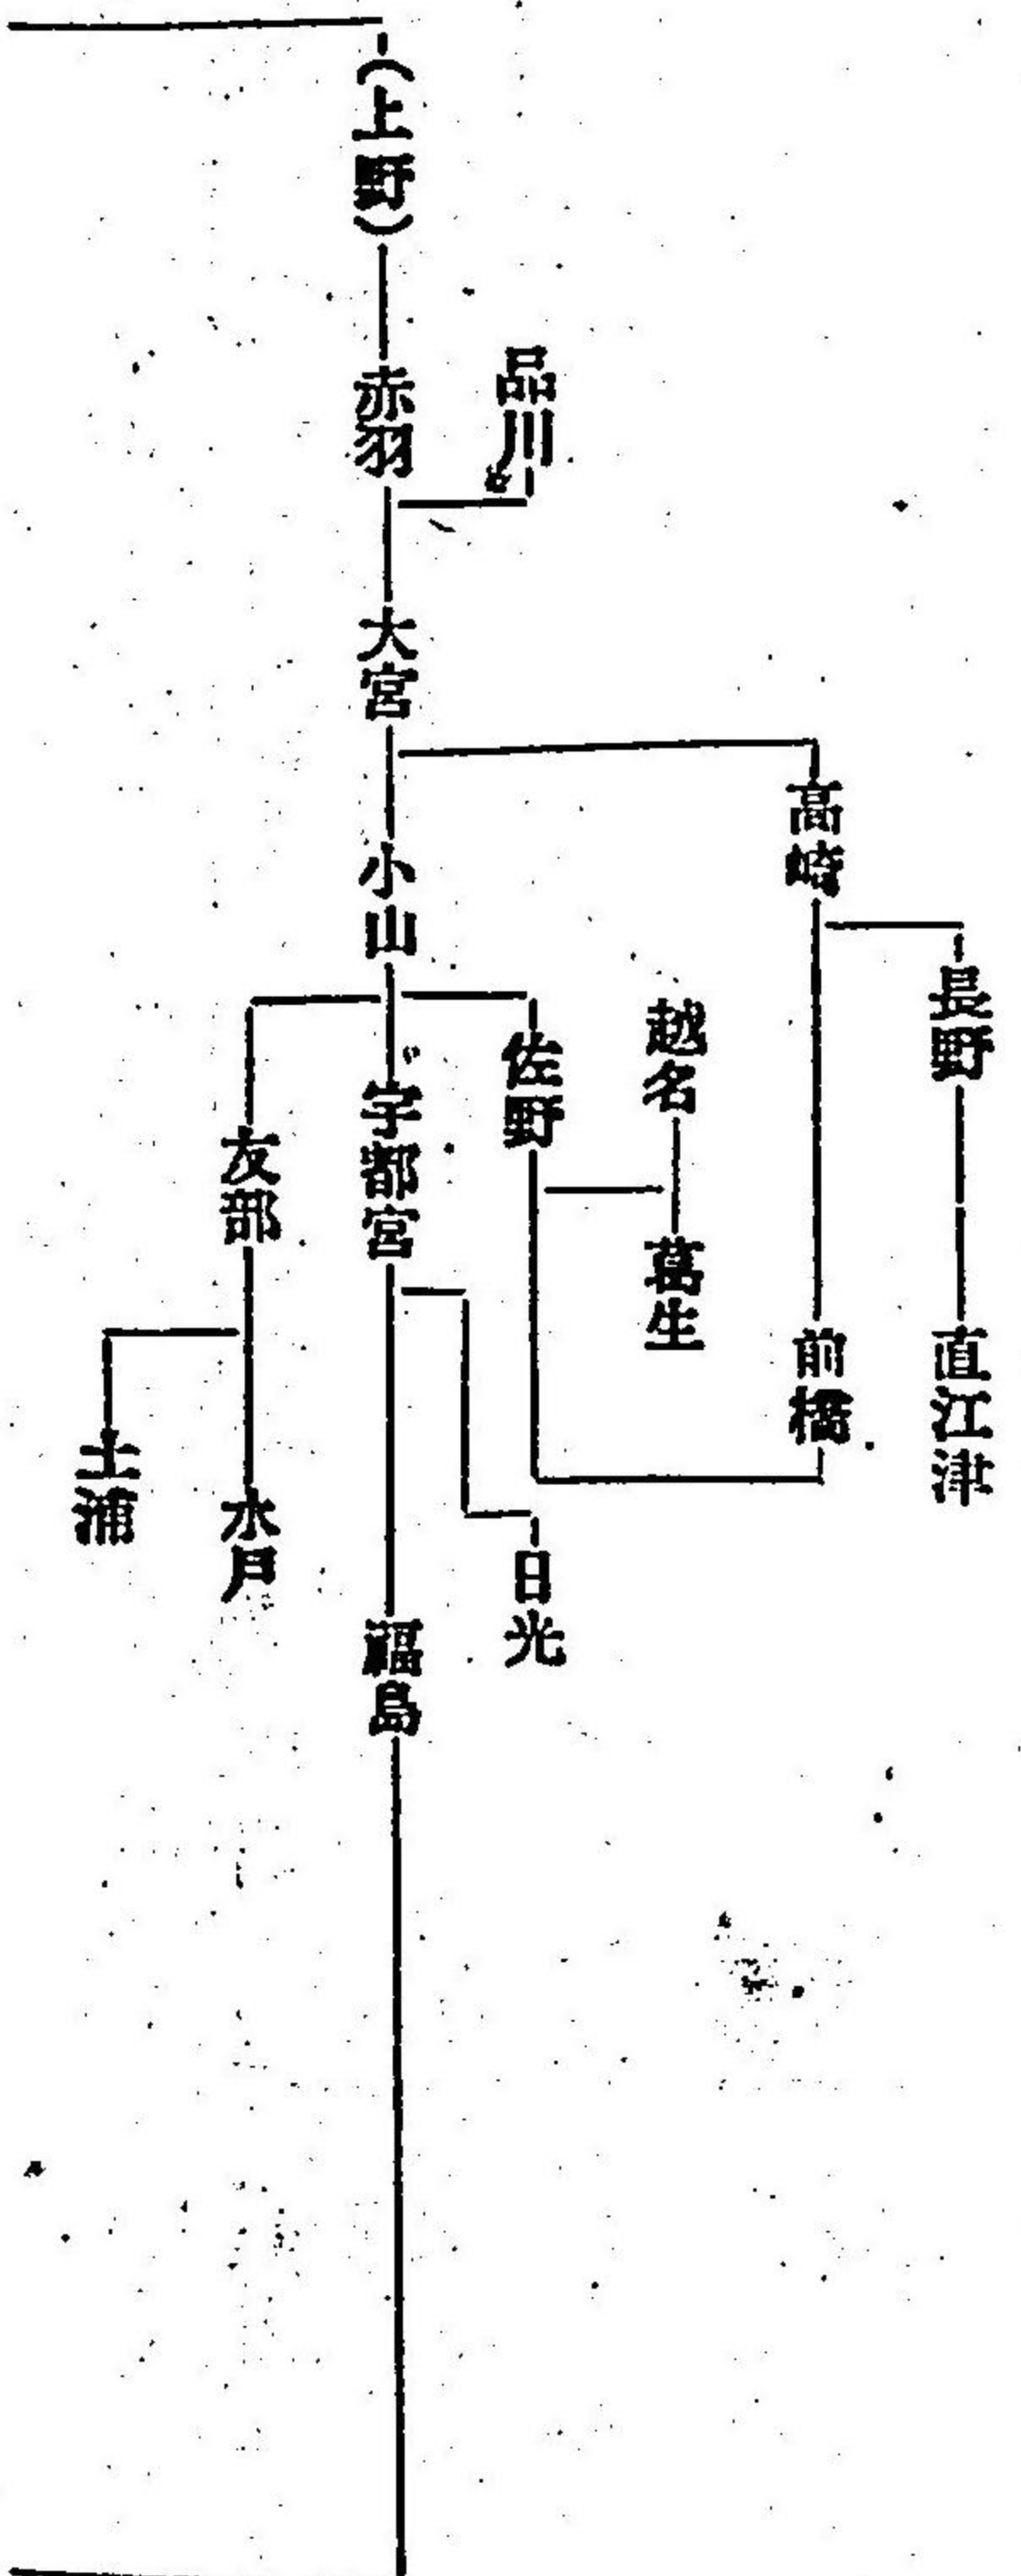 直江津
長野
前橋
高崎
越名
葛生
品川
佐野
日光
(上野)
赤羽
大宮
小山
宇都宮
福島
友部
水戸
土浦